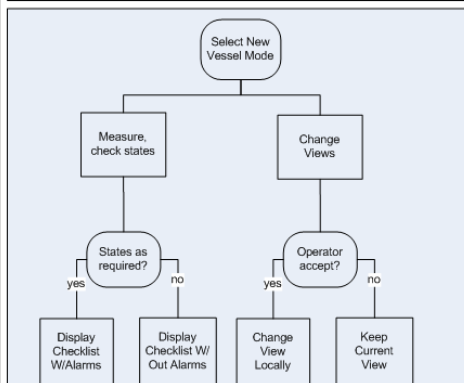 Select New
Vessel Mode
Measure,
check states
Change
Views
States as
required?
Operator
accept?
yes
no
yes
no
Display
Checklist
W/Alarms
Display
Checklist W/
Out Alarms
Change
View
Locally
Keep
Current
View